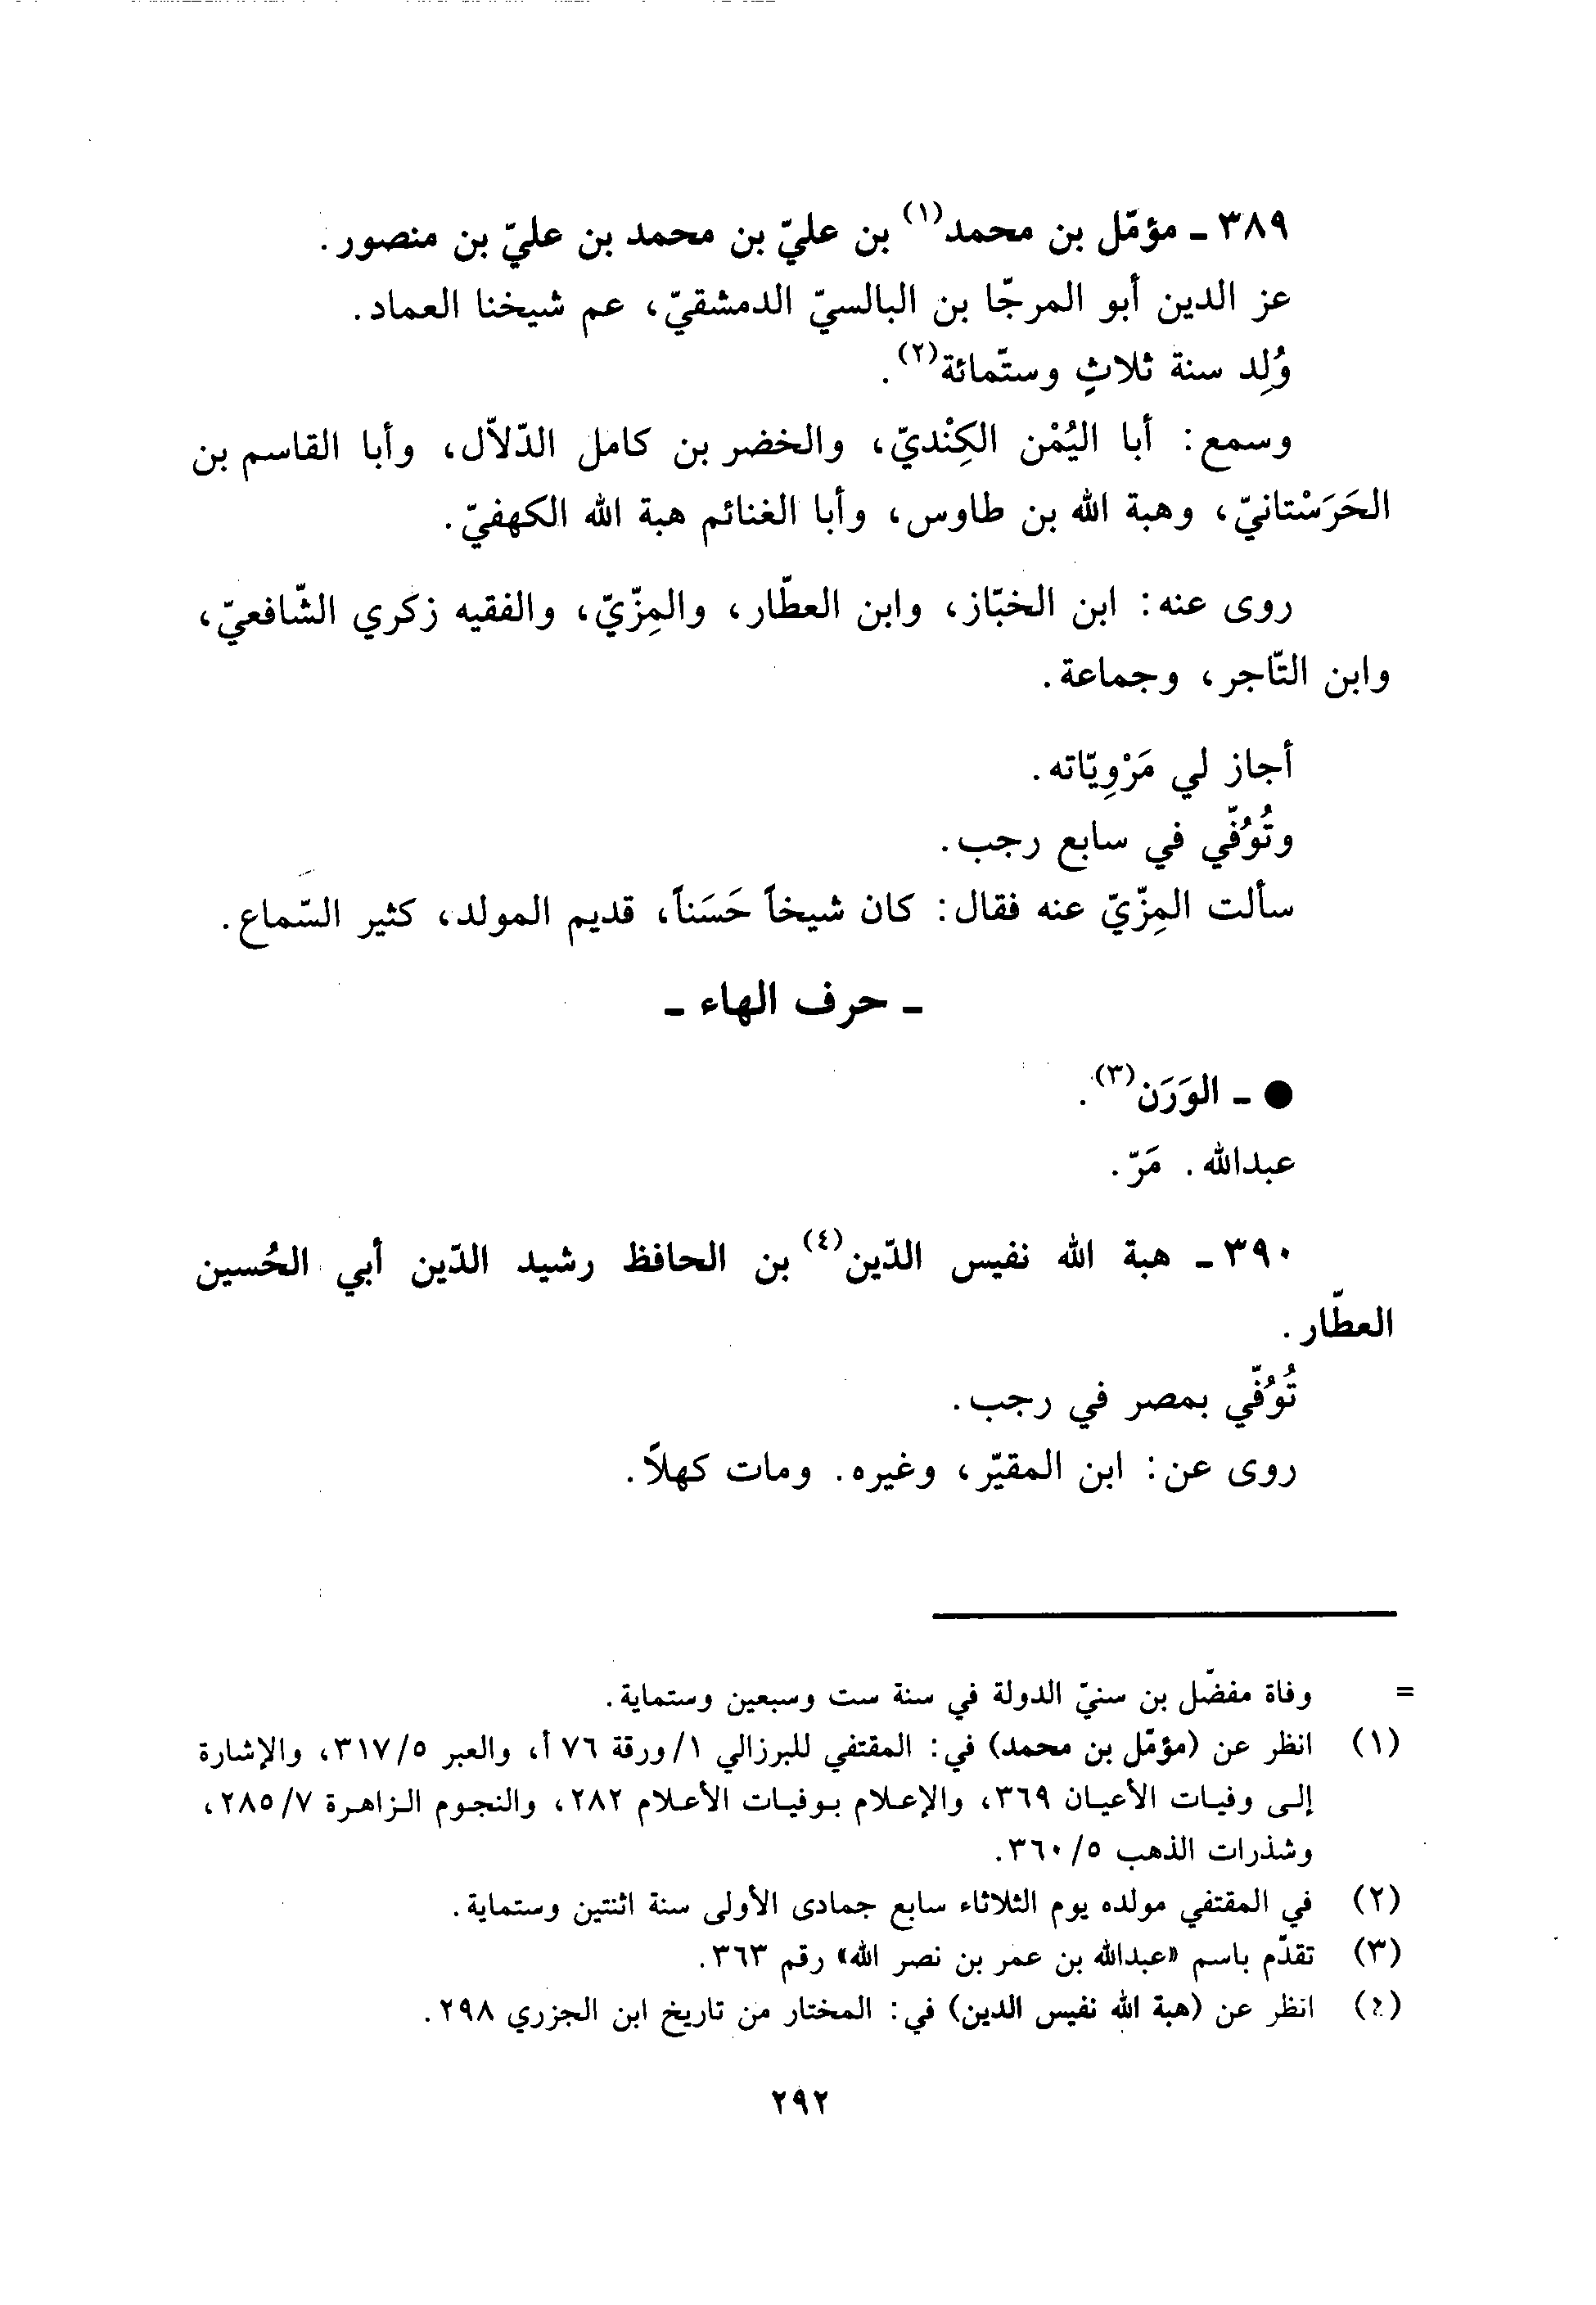 ٣٨٩ ـ مؤمّل بن محمد(١) بن عليّ بن محمد بن عليّ بن منصور.
عز الدين أبو المرجّا بن البالسيّ الدمشقيّ، عم شيخنا العماد.
وُلِد سنة ثلاثٍ وستّمائة(٢).
وسمع: أبا اليُمْن الكِنْديّ، والخضر بن كامل الدّلاّل، وأبا القاسم بن
الحَرَسْتانيّ، وهبة الله بن طاوس، وأبا الغنائم هبة الله الكهفيّ.
روى عنه: ابن الخبّاز، وابن العطّار، والمِزّيّ، والفقيه زكري الشّافعيّ،
وابن التّاجر، وجماعة.
أجاز لي مَرْوِيّاته.
وتُوُفّي في سابع رجب.
سألت المِزّيّ عنه فقال: كان شيخاً حَسَناً، قديم المولد، كثير السّماع.
ـ حرف الهاء ـ
● ـ الوَرَن(٣).
عبدالله. مَرّ.
٣٩٠ ـ هبة الله نفيس الدّين(٤) بن الحافظ رشيد الدّين أبي الحُسين
العطّار.
تُوُفّي بمصر في رجب.
روى عن: ابن المقيّر، وغيره. ومات كهلاً.
= وفاة مفضّل بن سنيّ الدولة في سنة ست وسبعين وستماية.
(١) انظر عن (مؤمّل بن محمد) في: المقتفي للبرزالي ١/ورقة ٧٦ أ، والعبر ٣١٧/٥، والإشارة
إلى وفيات الأعيان ٣٦٩، والإعلام بوفيات الأعلام ٢٨٢، والنجوم الزاهرة ٢٨٥/٧،
وشذرات الذهب ٣٦٠/٥.
(٢) في المقتفي مولده يوم الثلاثاء سابع جمادى الأولى سنة اثنتين وستماية.
(٣) تقدّم باسم «عبدالله بن عمر بن نصر الله» رقم ٣٦٣.
(٤) انظر عن (هبة الله نفيس الدين) في: المختار من تاريخ ابن الجزري ٢٩٨.
٢٩٢